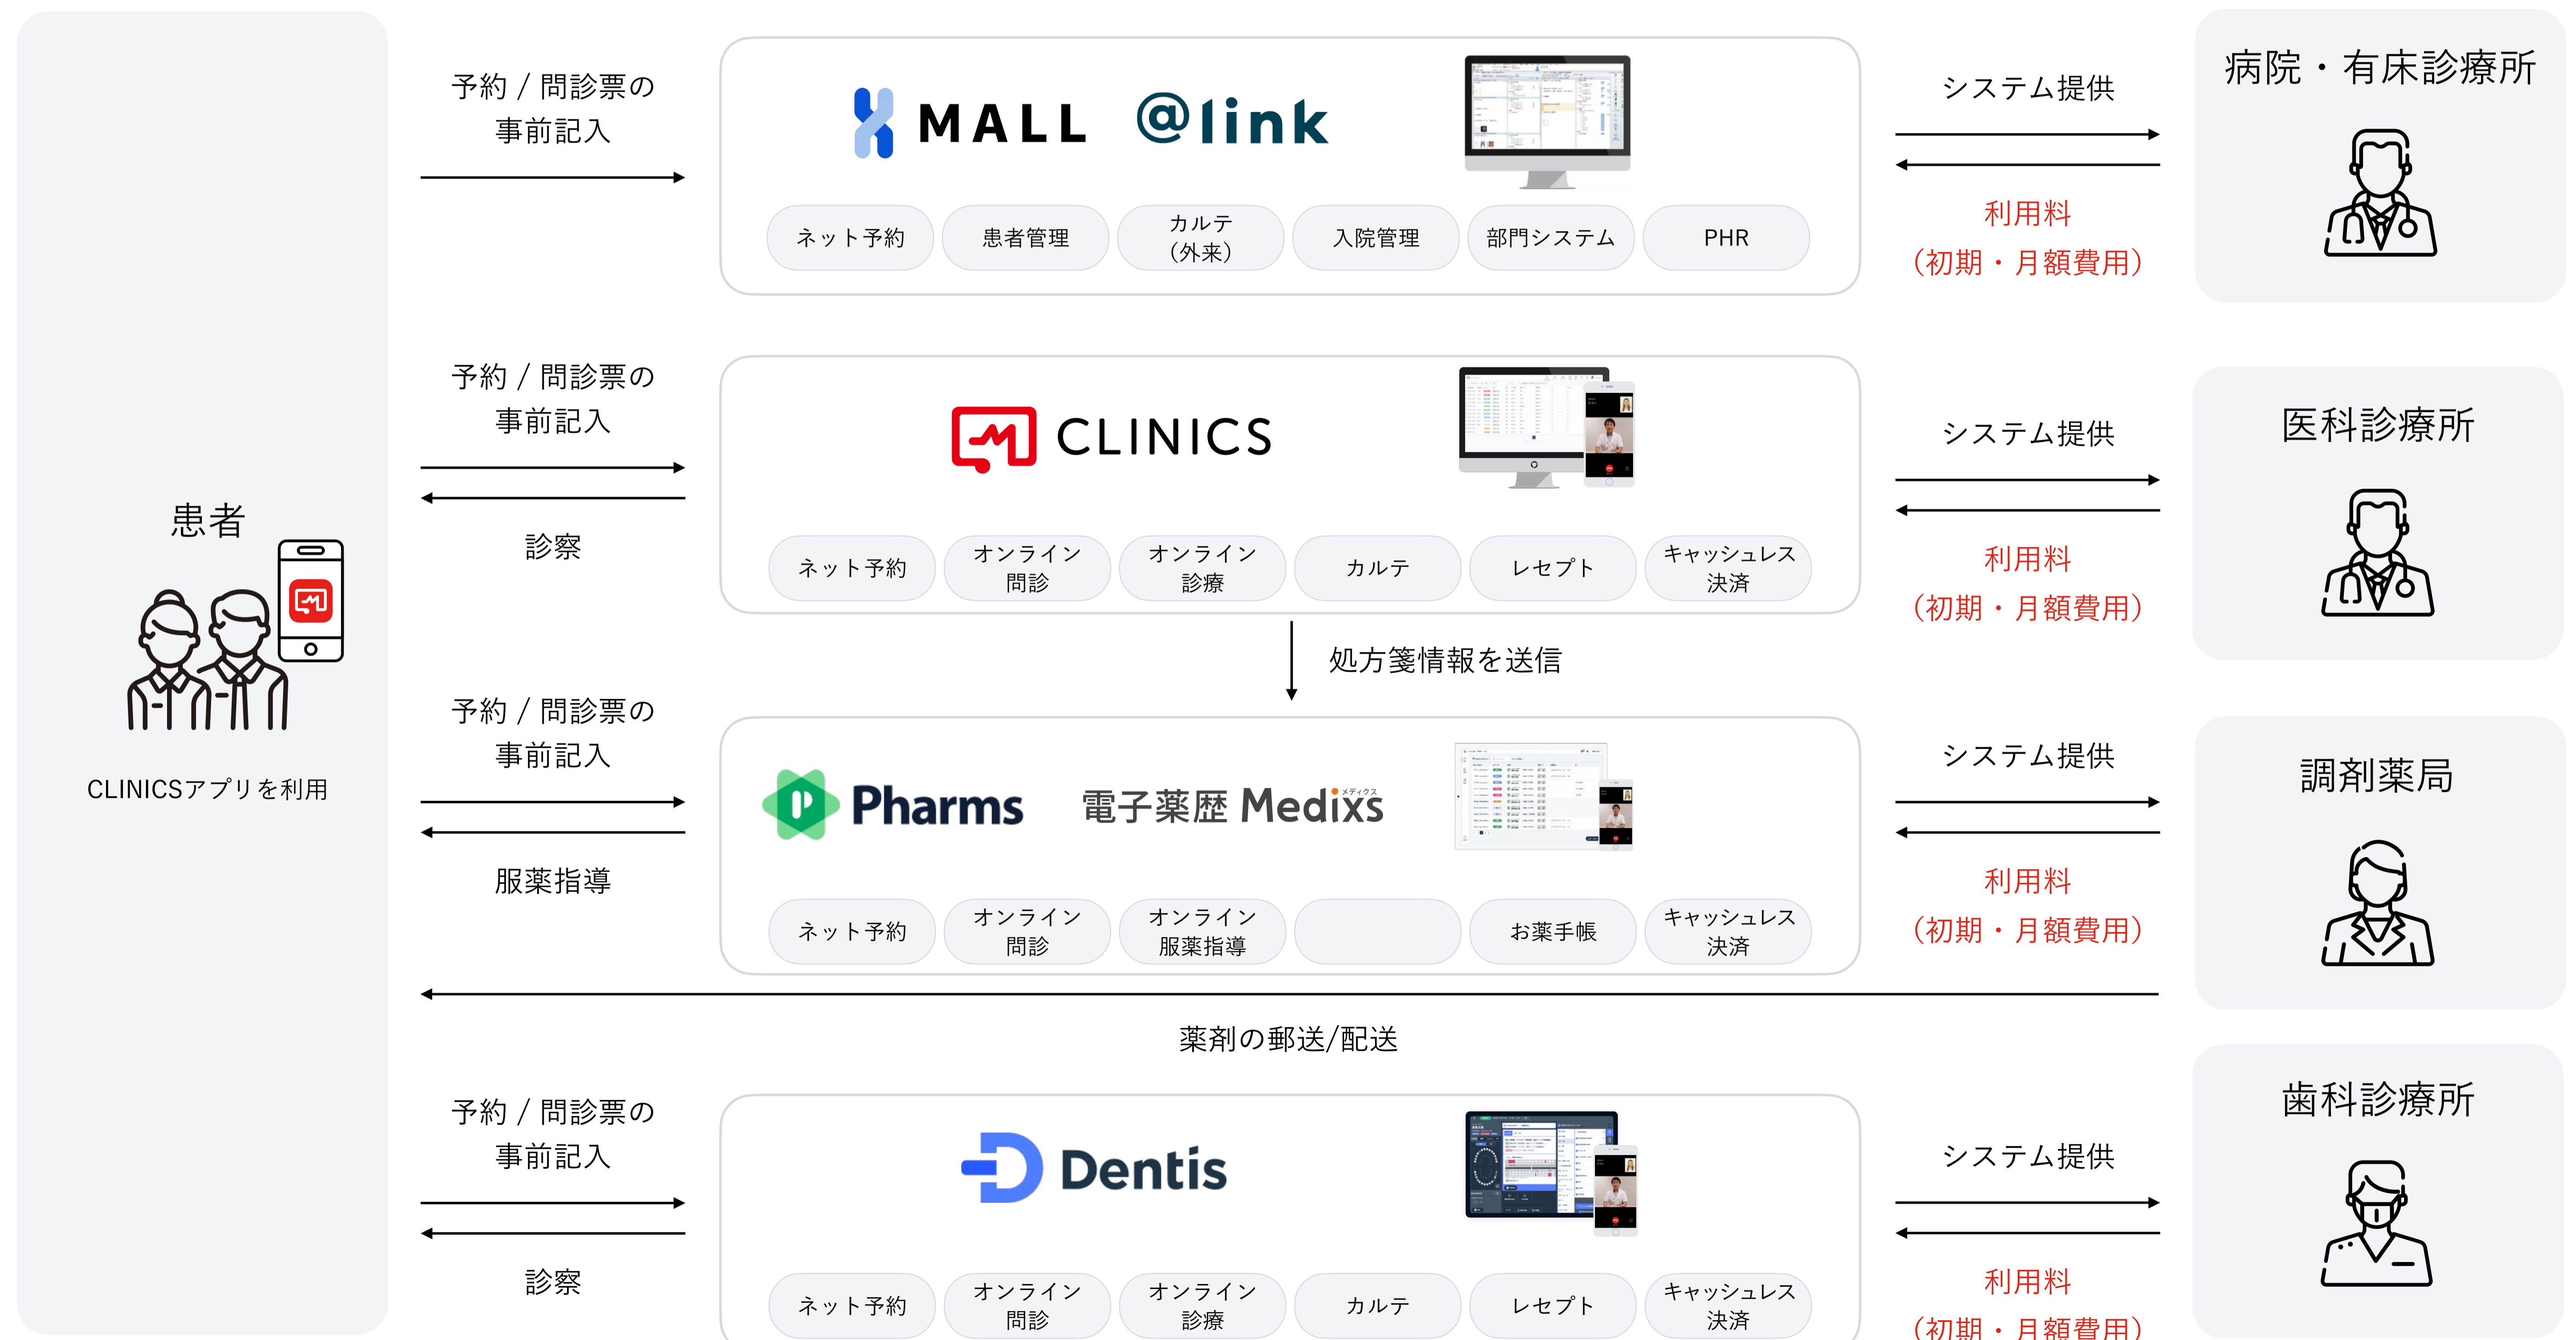 患者
CLINICSアプリを利用
予約 / 問診票の
事前記入
MALL
@link
ネット予約
患者管理
カルテ
（外来）
入院管理
部門システム
PHR
システム提供
利用料
（初期・月額費用）
病院・有床診療所
予約 / 問診票の
事前記入
診察
CLINICS
ネット予約
オンライン
問診
オンライン
診療
カルテ
レセプト
キャッシュレス
決済
システム提供
利用料
（初期・月額費用）
医科診療所
処方箋情報を送信
予約 / 問診票の
事前記入
服薬指導
Pharms
電子薬歴 Medixs
メディクス
ネット予約
オンライン
問診
オンライン
服薬指導
お薬手帳
キャッシュレス
決済
システム提供
利用料
（初期・月額費用）
調剤薬局
薬剤の郵送/配送
予約 / 問診票の
事前記入
診察
Dentis
ネット予約
オンライン
問診
オンライン
診療
カルテ
レセプト
キャッシュレス
決済
システム提供
利用料
（初期・月額費用）
歯科診療所